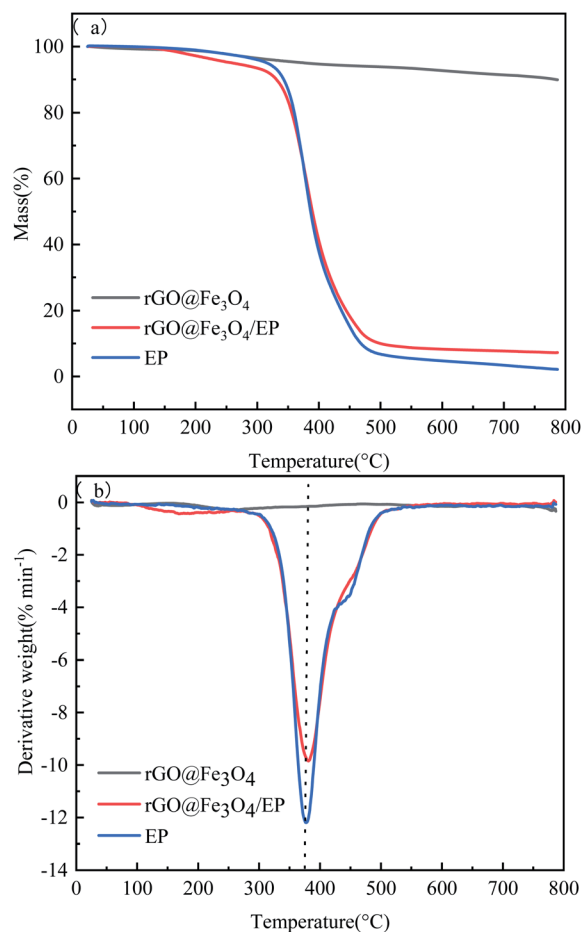 ( a )
100
80
60
40
20
0
Mass(%)
rGO@Fe₃O₄
rGO@Fe₃O₄/EP
EP
0 100 200 300 400 500 600 700 800
Temperature(°C)
( b )
0
-2
-4
-6
-8
-10
-12
-14
Derivative weight(% min⁻¹)
rGO@Fe₃O₄
rGO@Fe₃O₄/EP
EP
0 100 200 300 400 500 600 700 800
Temperature(°C)